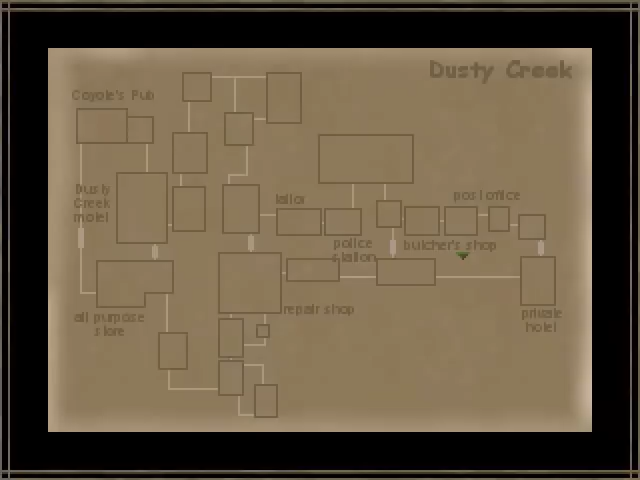 Dusty Creek
Coyote's Pub
Dusty
Creek
motel
tailor
post office
police
station
butcher's shop
repair shop
all purpose
store
private
hotel